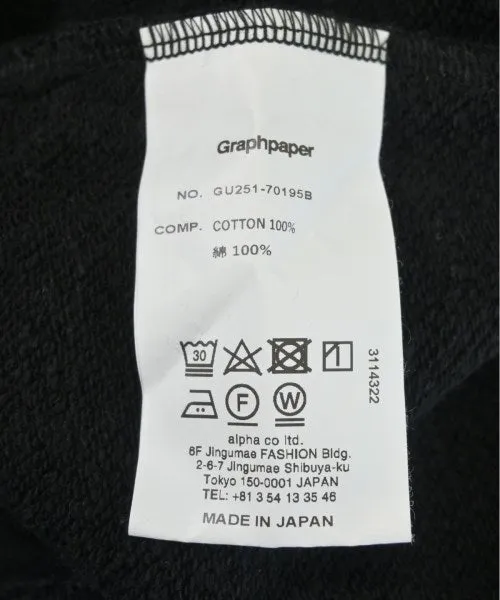 Graphpaper
NO. GU251-70195B
COMP. COTTON 100%
綿 100%
30
F W
3114322
alpha co ltd.
6F Jingumae FASHION Bldg.
2-6-7 Jingumae Shibuya-ku
Tokyo 150-0001 JAPAN
TEL: +81 3 54 13 35 46
MADE IN JAPAN